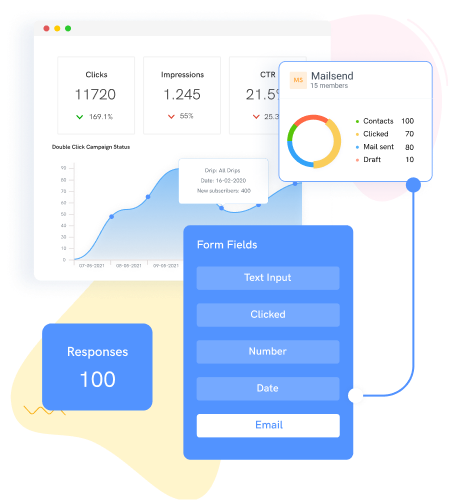 Clicks
11720
169.1%
Impressions
1.245
55%
CTR
21.5
25.3
MS
Mailsend
15 members
Contacts 100
Clicked 70
Mail sent 80
Draft 10
Double Click Campaign Status
90
80
70
60
50
40
30
10
0
Drip: All Drips
Date: 16-02-2020
New subscribers: 400
07-05-2021
08-05-2021
09-05-2021
Form Fields
Text Input
Clicked
Number
Date
Email
Responses
100